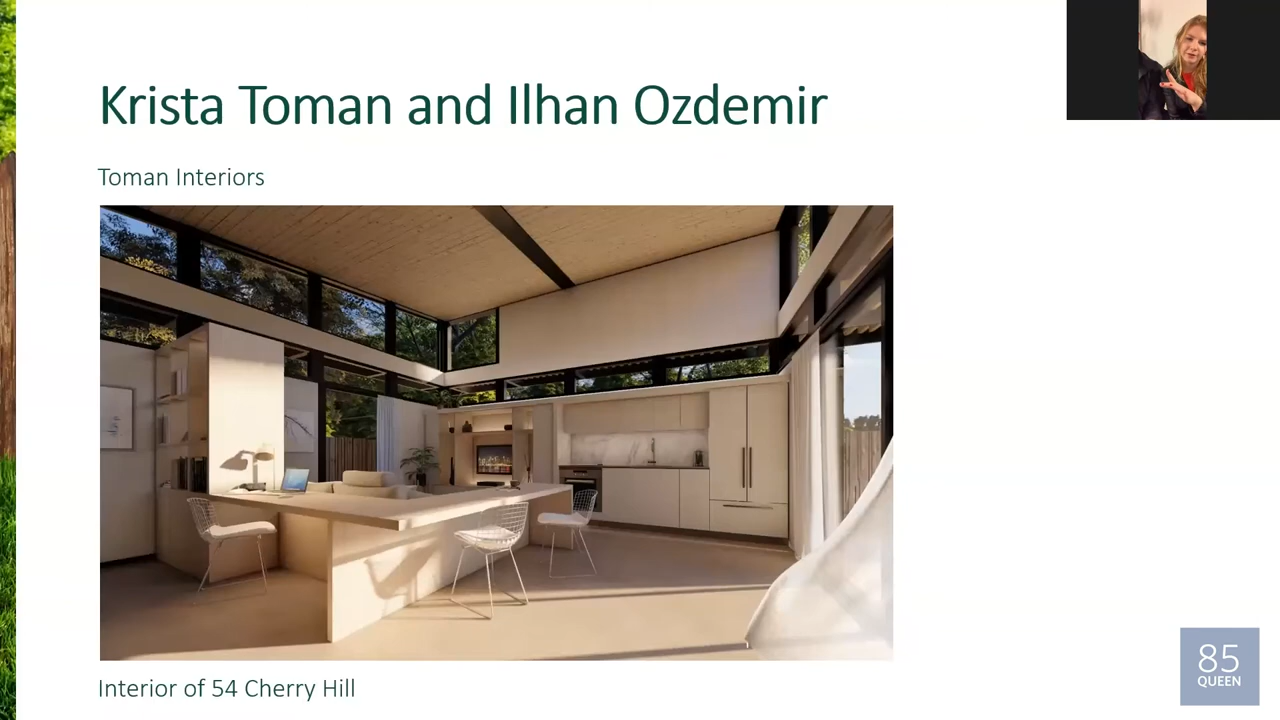 Krista Toman and Ilhan Ozdemir
Toman Interiors
Interior of 54 Cherry Hill
85
QUEEN